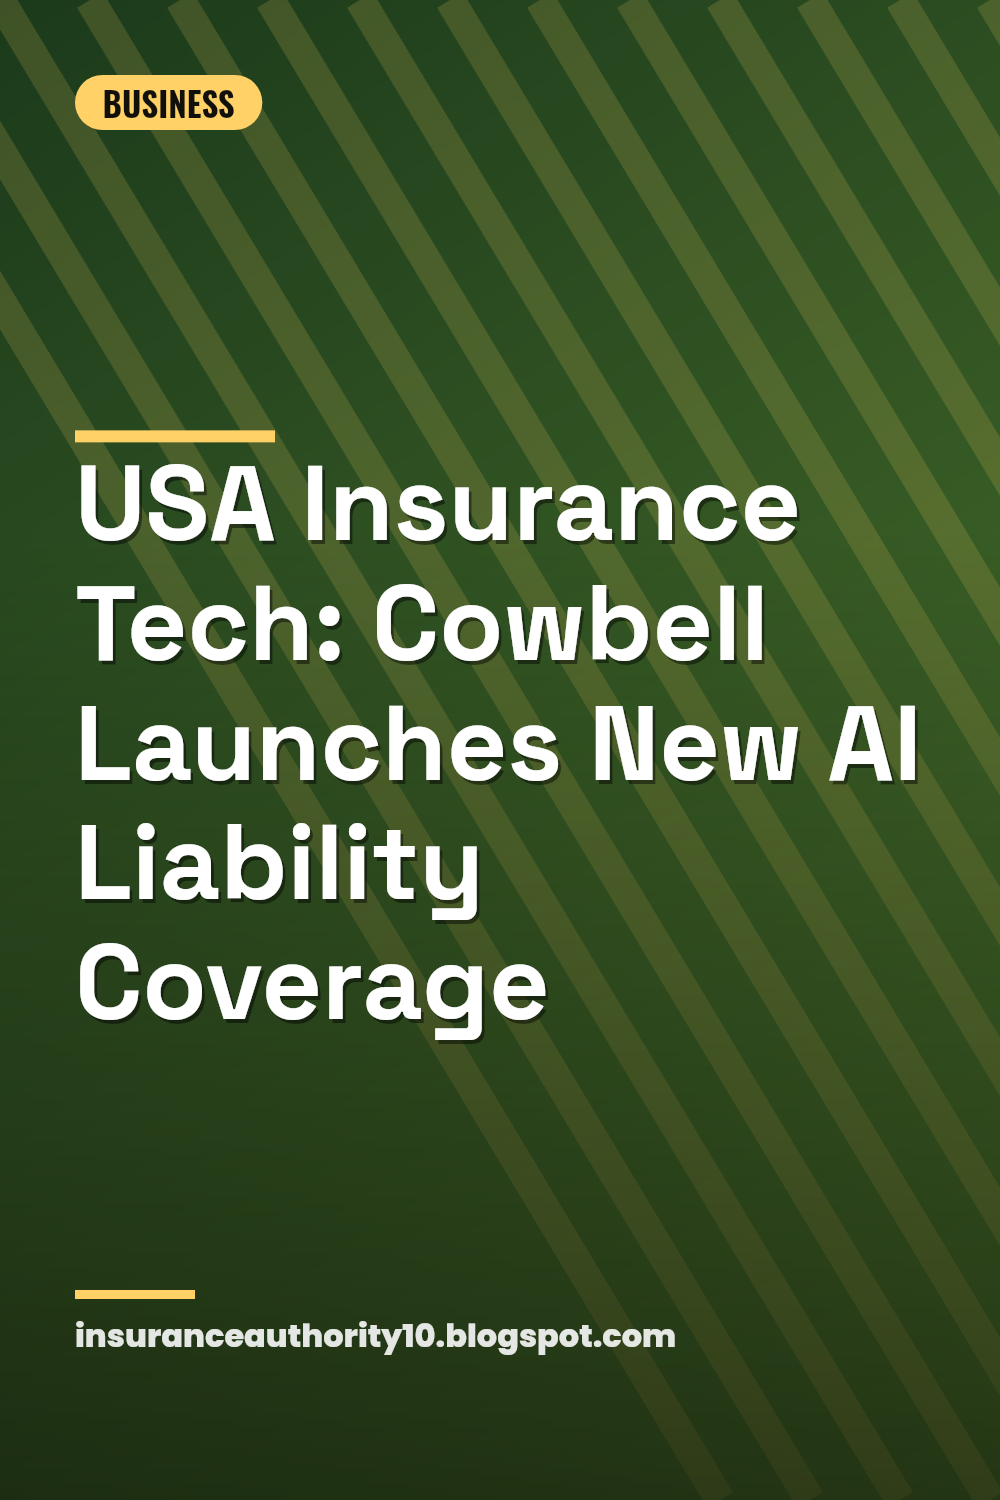 BUSINESS
USA Insurance
Tech: Cowbell
Launches New AI
Liability
Coverage
insuranceauthority10.blogspot.com